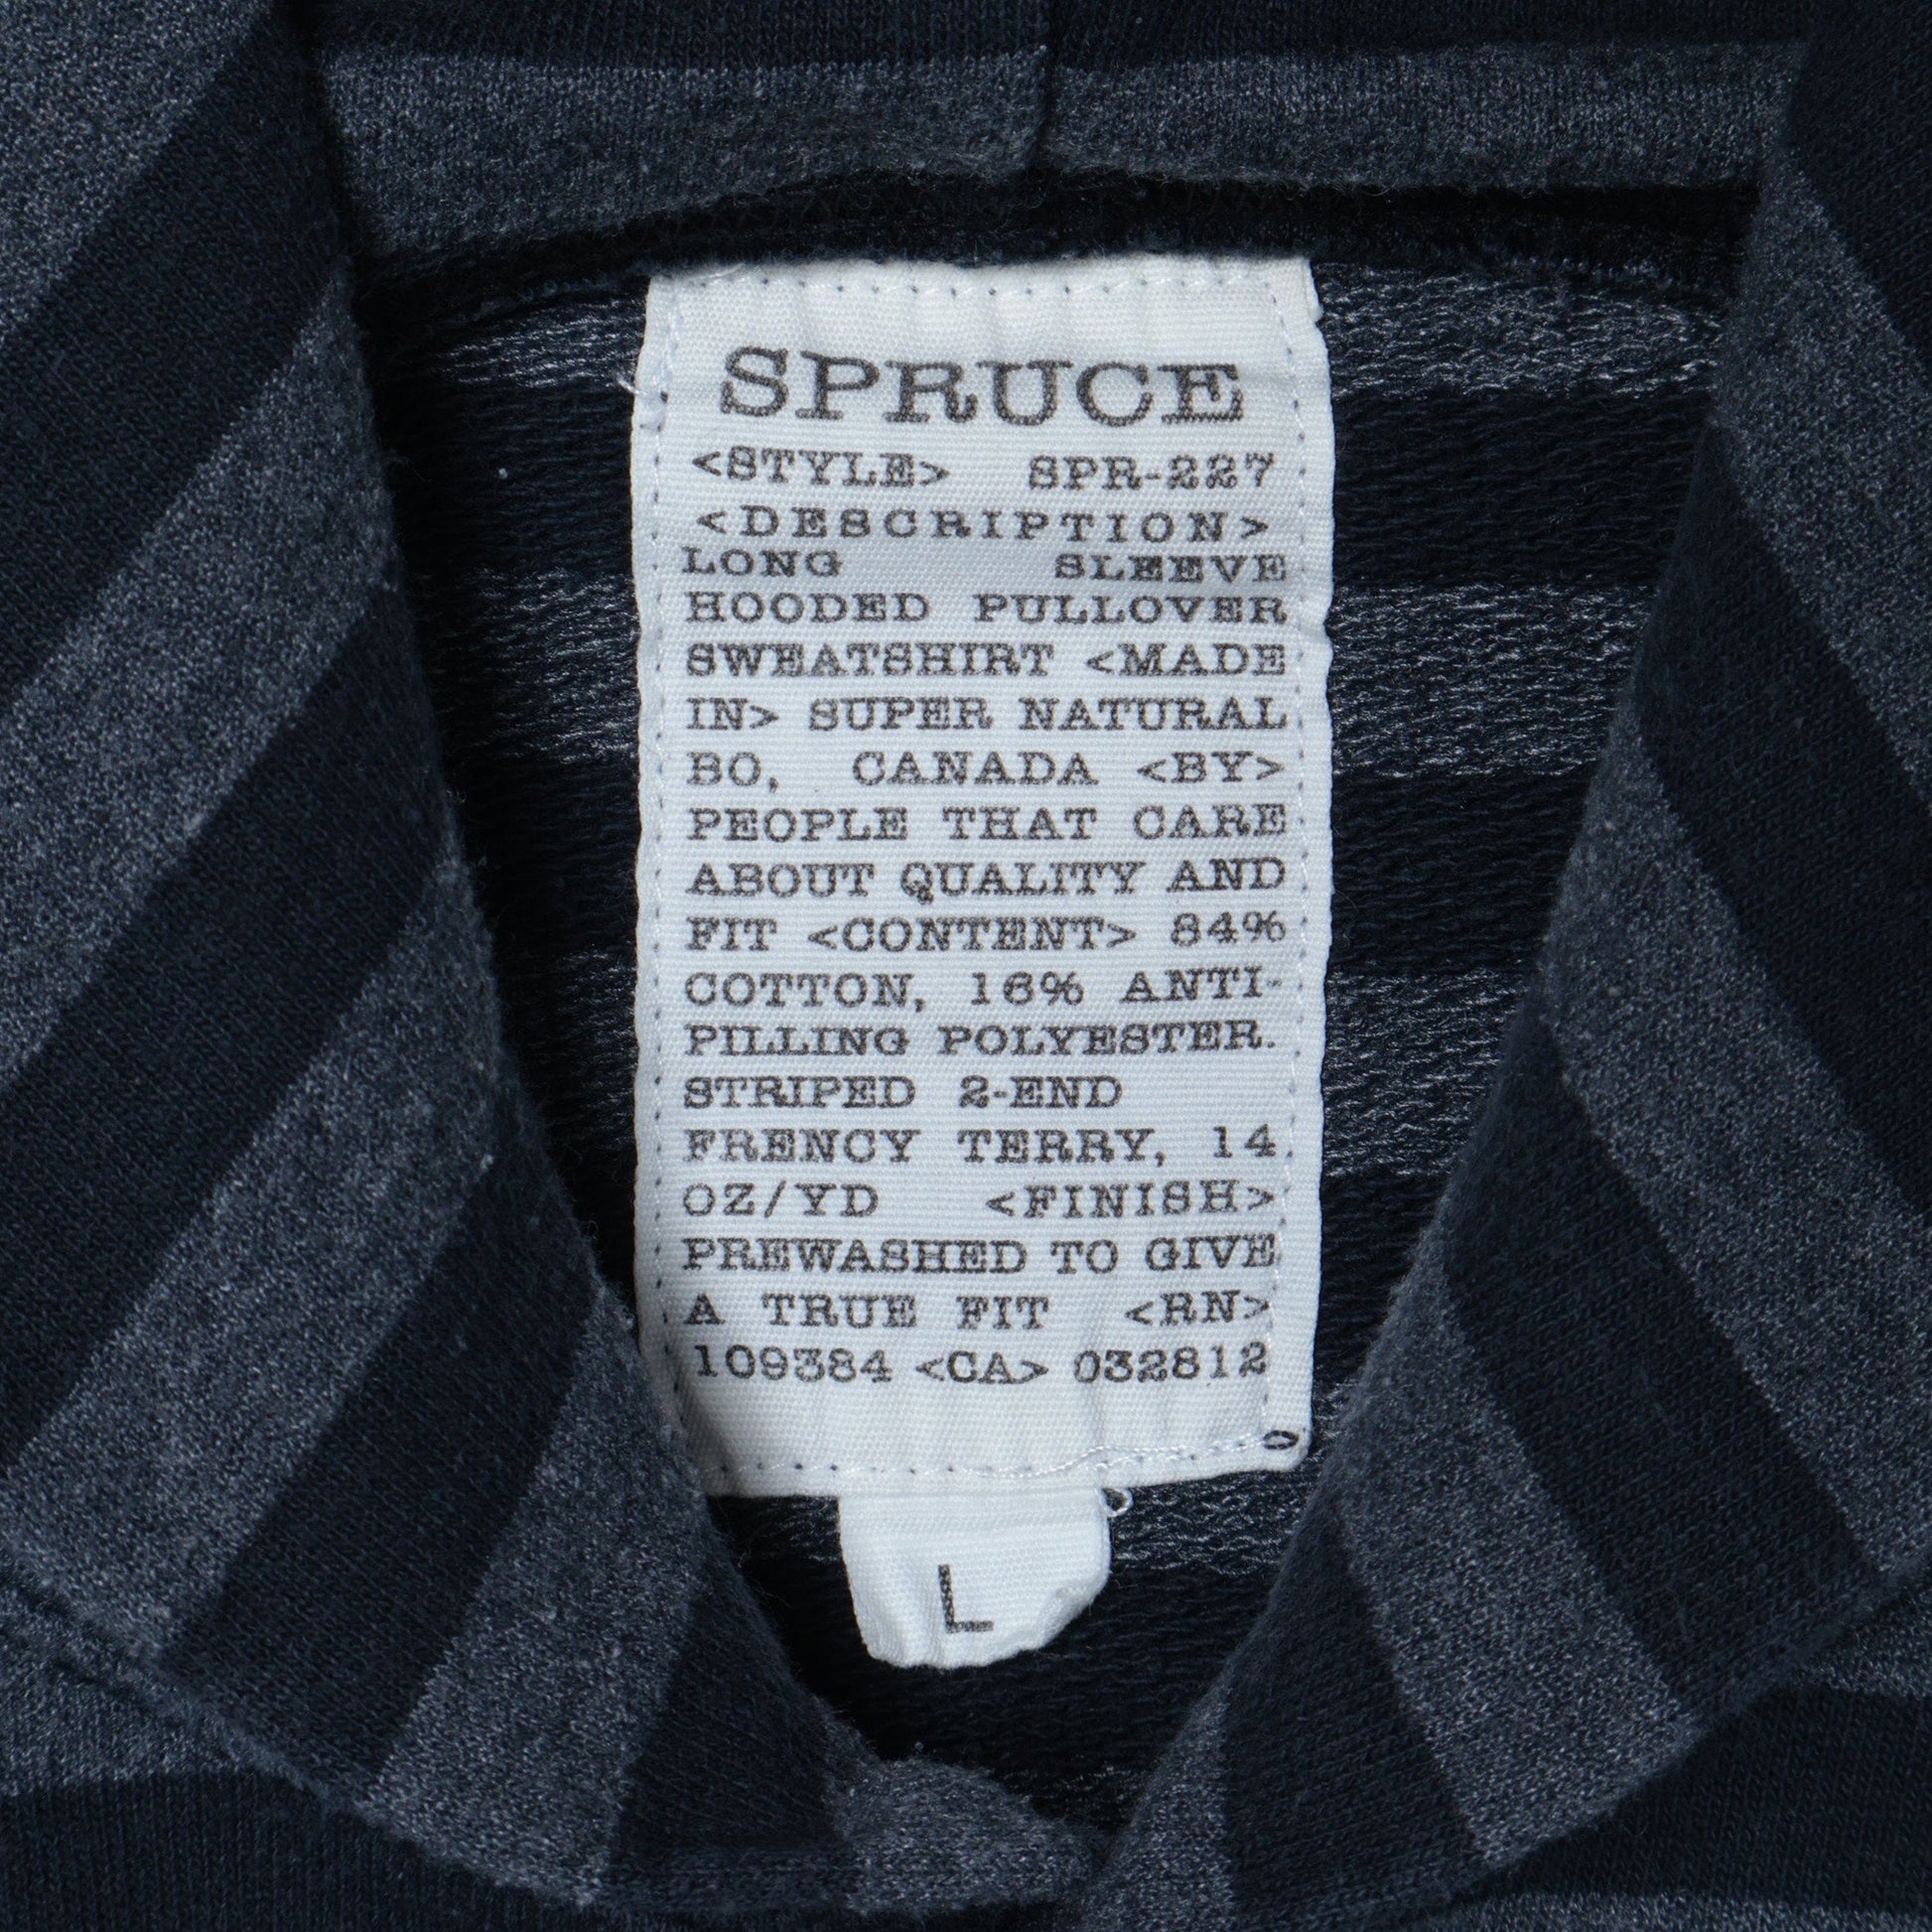 SPRUCE
<STYLE> SPR-227
<DESCRIPTION>
LONG SLEEVE
HOODED PULLOVER
SWEATSHIRT <MADE
IN> SUPER NATURAL
BO, CANADA <BY>
PEOPLE THAT CARE
ABOUT QUALITY AND
FIT <CONTENT> 84%
COTTON, 16% ANTI-
PILLING POLYESTER.
STRIPED 2-END
FRENCY TERRY, 14
OZ/YD <FINISH>
PREWASHED TO GIVE
A TRUE FIT <RN>
109384 <CA> 032812
L